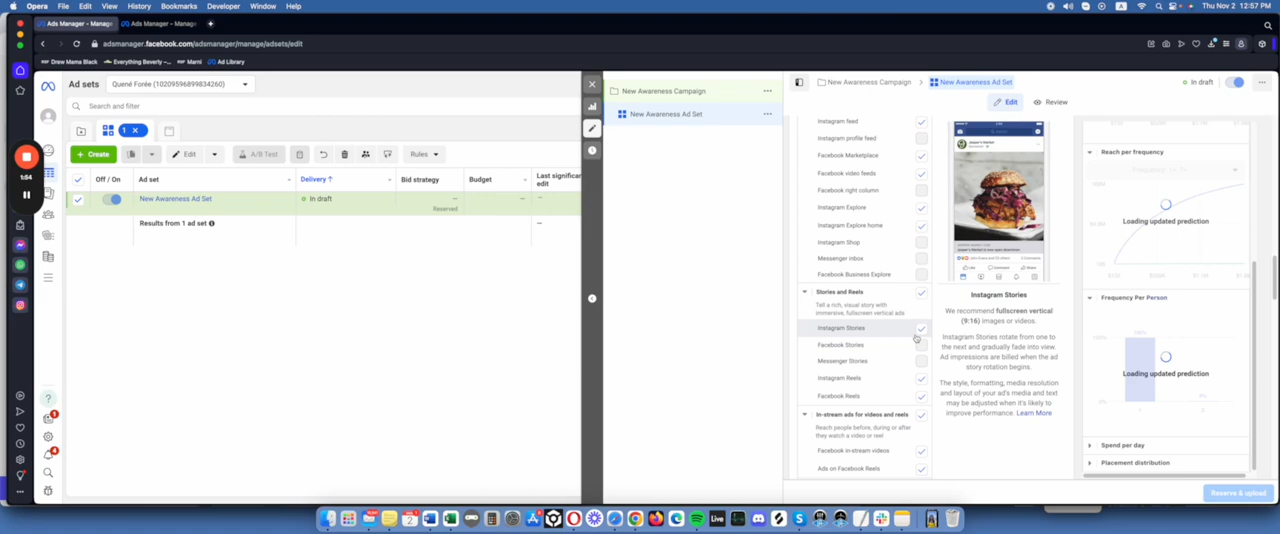 Opera File Edit View History Bookmarks Developer Window Help
Thu Nov 2 12:57 PM
Ads Manager - Manage
Ads Manager - Manage
adsmanager.facebook.com/adsmanager/manage/adsets/edit
Drew Mama Black
Everything Beverly –...
Marni
Ad Library
1:54
Ad sets
Quené Forée (10209596899834260)
Search and filter
1
+ Create
Edit
A/B Test
Rules
Off / On
Ad set
Delivery ↑
Bid strategy
Budget
Last significa
edit
New Awareness Ad Set
In draft
Reserved
Results from 1 ad set
1
4
New Awareness Campaign
New Awareness Ad Set
New Awareness Campaign
New Awareness Ad Set
In draft
Edit
Review
Instagram feed
Instagram profile feed
Facebook Marketplace
Facebook video feeds
Facebook right column
Instagram Explore
Instagram Explore home
Instagram Shop
Messenger inbox
Facebook Business Explore
Stories and Reels
Tell a rich, visual story with
immersive, fullscreen vertical ads
Instagram Stories
Facebook Stories
Messenger Stories
Instagram Reels
Facebook Reels
In-stream ads for videos and reels
Reach people before, during or after
they watch a video or reel
Facebook in-stream videos
Ads on Facebook Reels
Like
Comment
Share
Instagram Stories
We recommend fullscreen vertical
(9:16) images or videos.
Instagram Stories rotate from one to
the next and gradually fade into view.
Ad impressions are billed when the ad
story rotation begins.
The style, formatting, media resolution
and layout of your ad's media and text
may be adjusted when it's likely to
improve performance. Learn More
Reach per frequency
Loading updated prediction
Frequency Per Person
100%
Loading updated prediction
0%
1
2
Spend per day
Placement distribution
Reserve & upload
Live